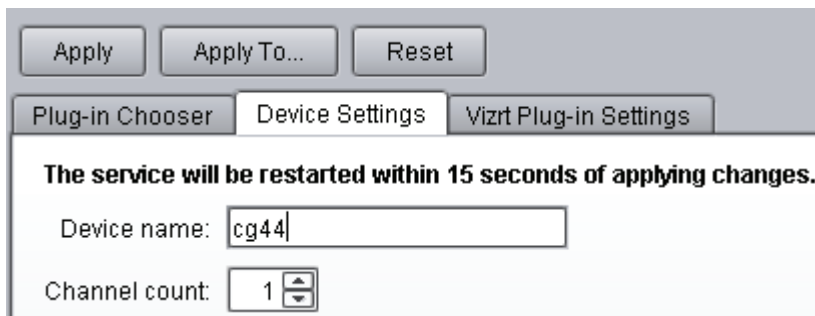 Apply Apply To... Reset
Plug-in Chooser Device Settings Vizrt Plug-in Settings
The service will be restarted within 15 seconds of applying changes.
Device name: cg44
Channel count: 1